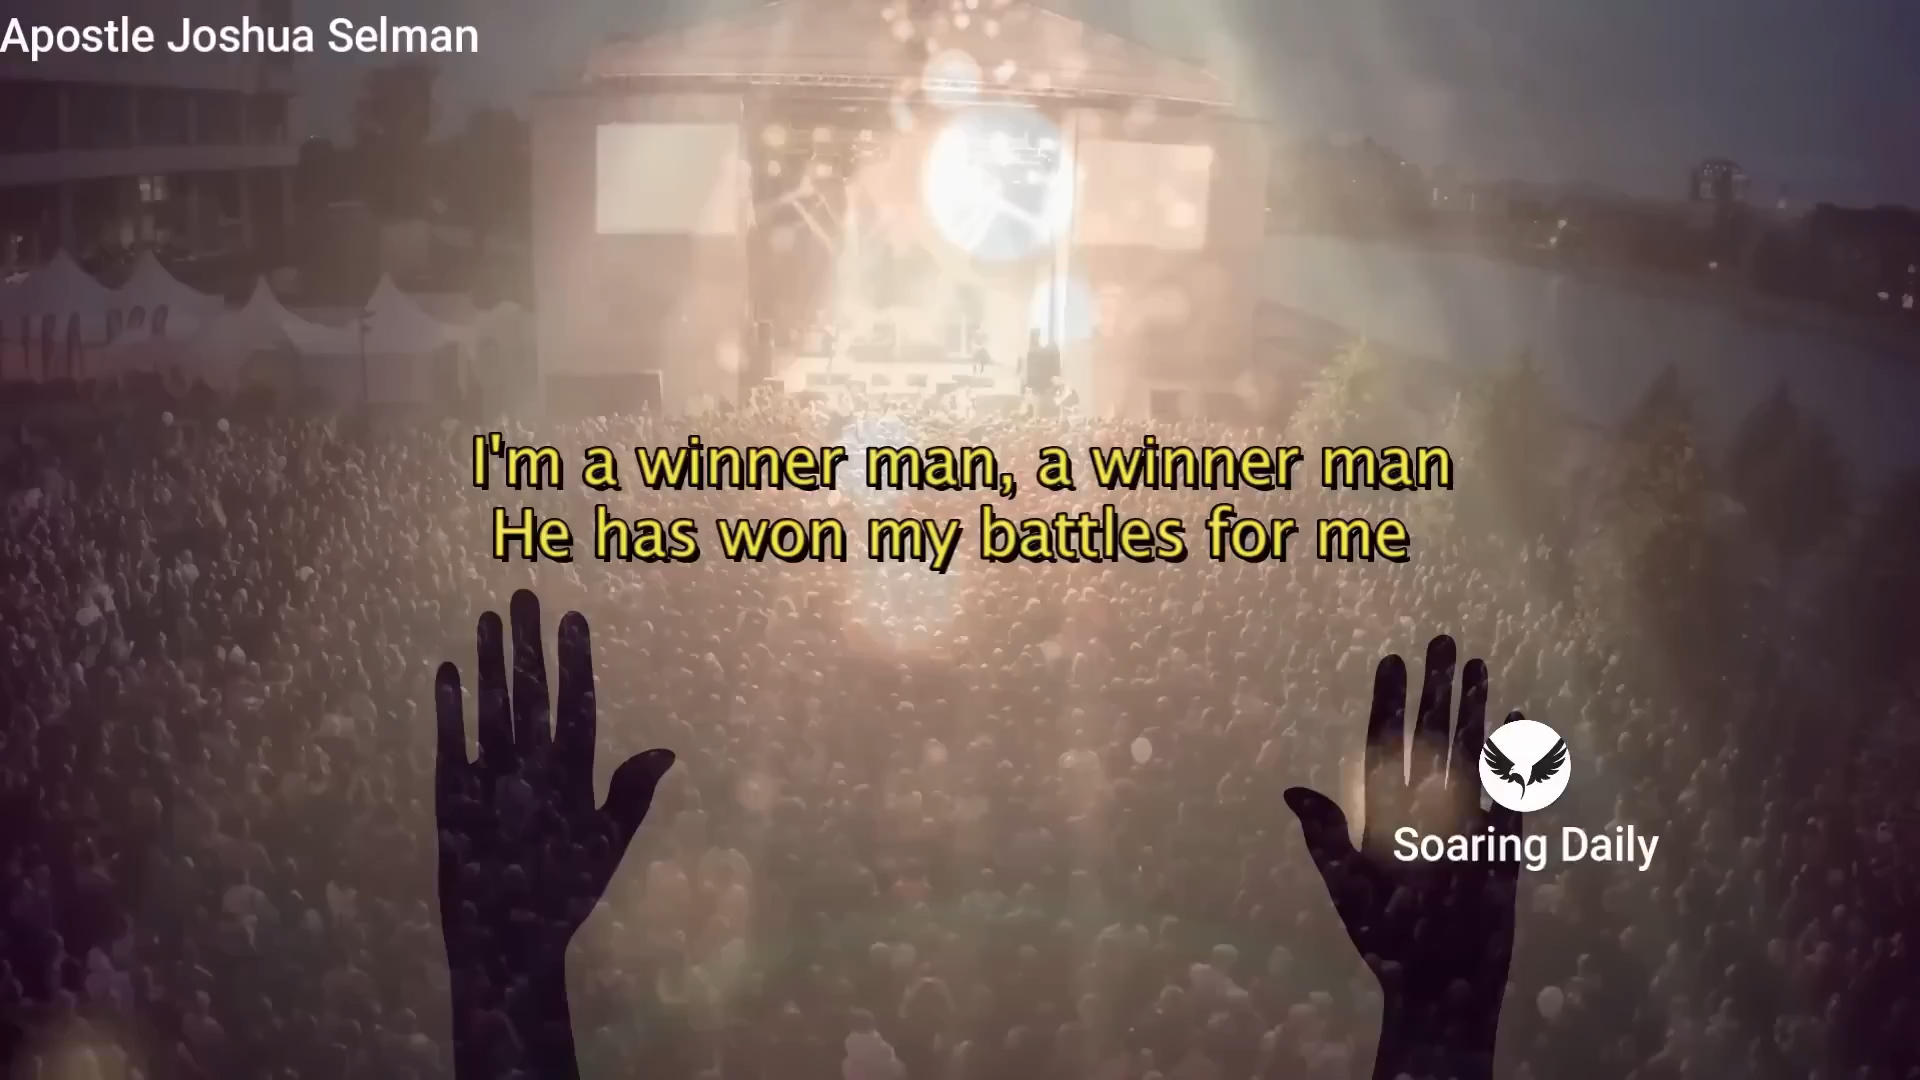 Apostle Joshua Selman
I'm a winner man, a winner man
He has won my battles for me
Soaring Daily